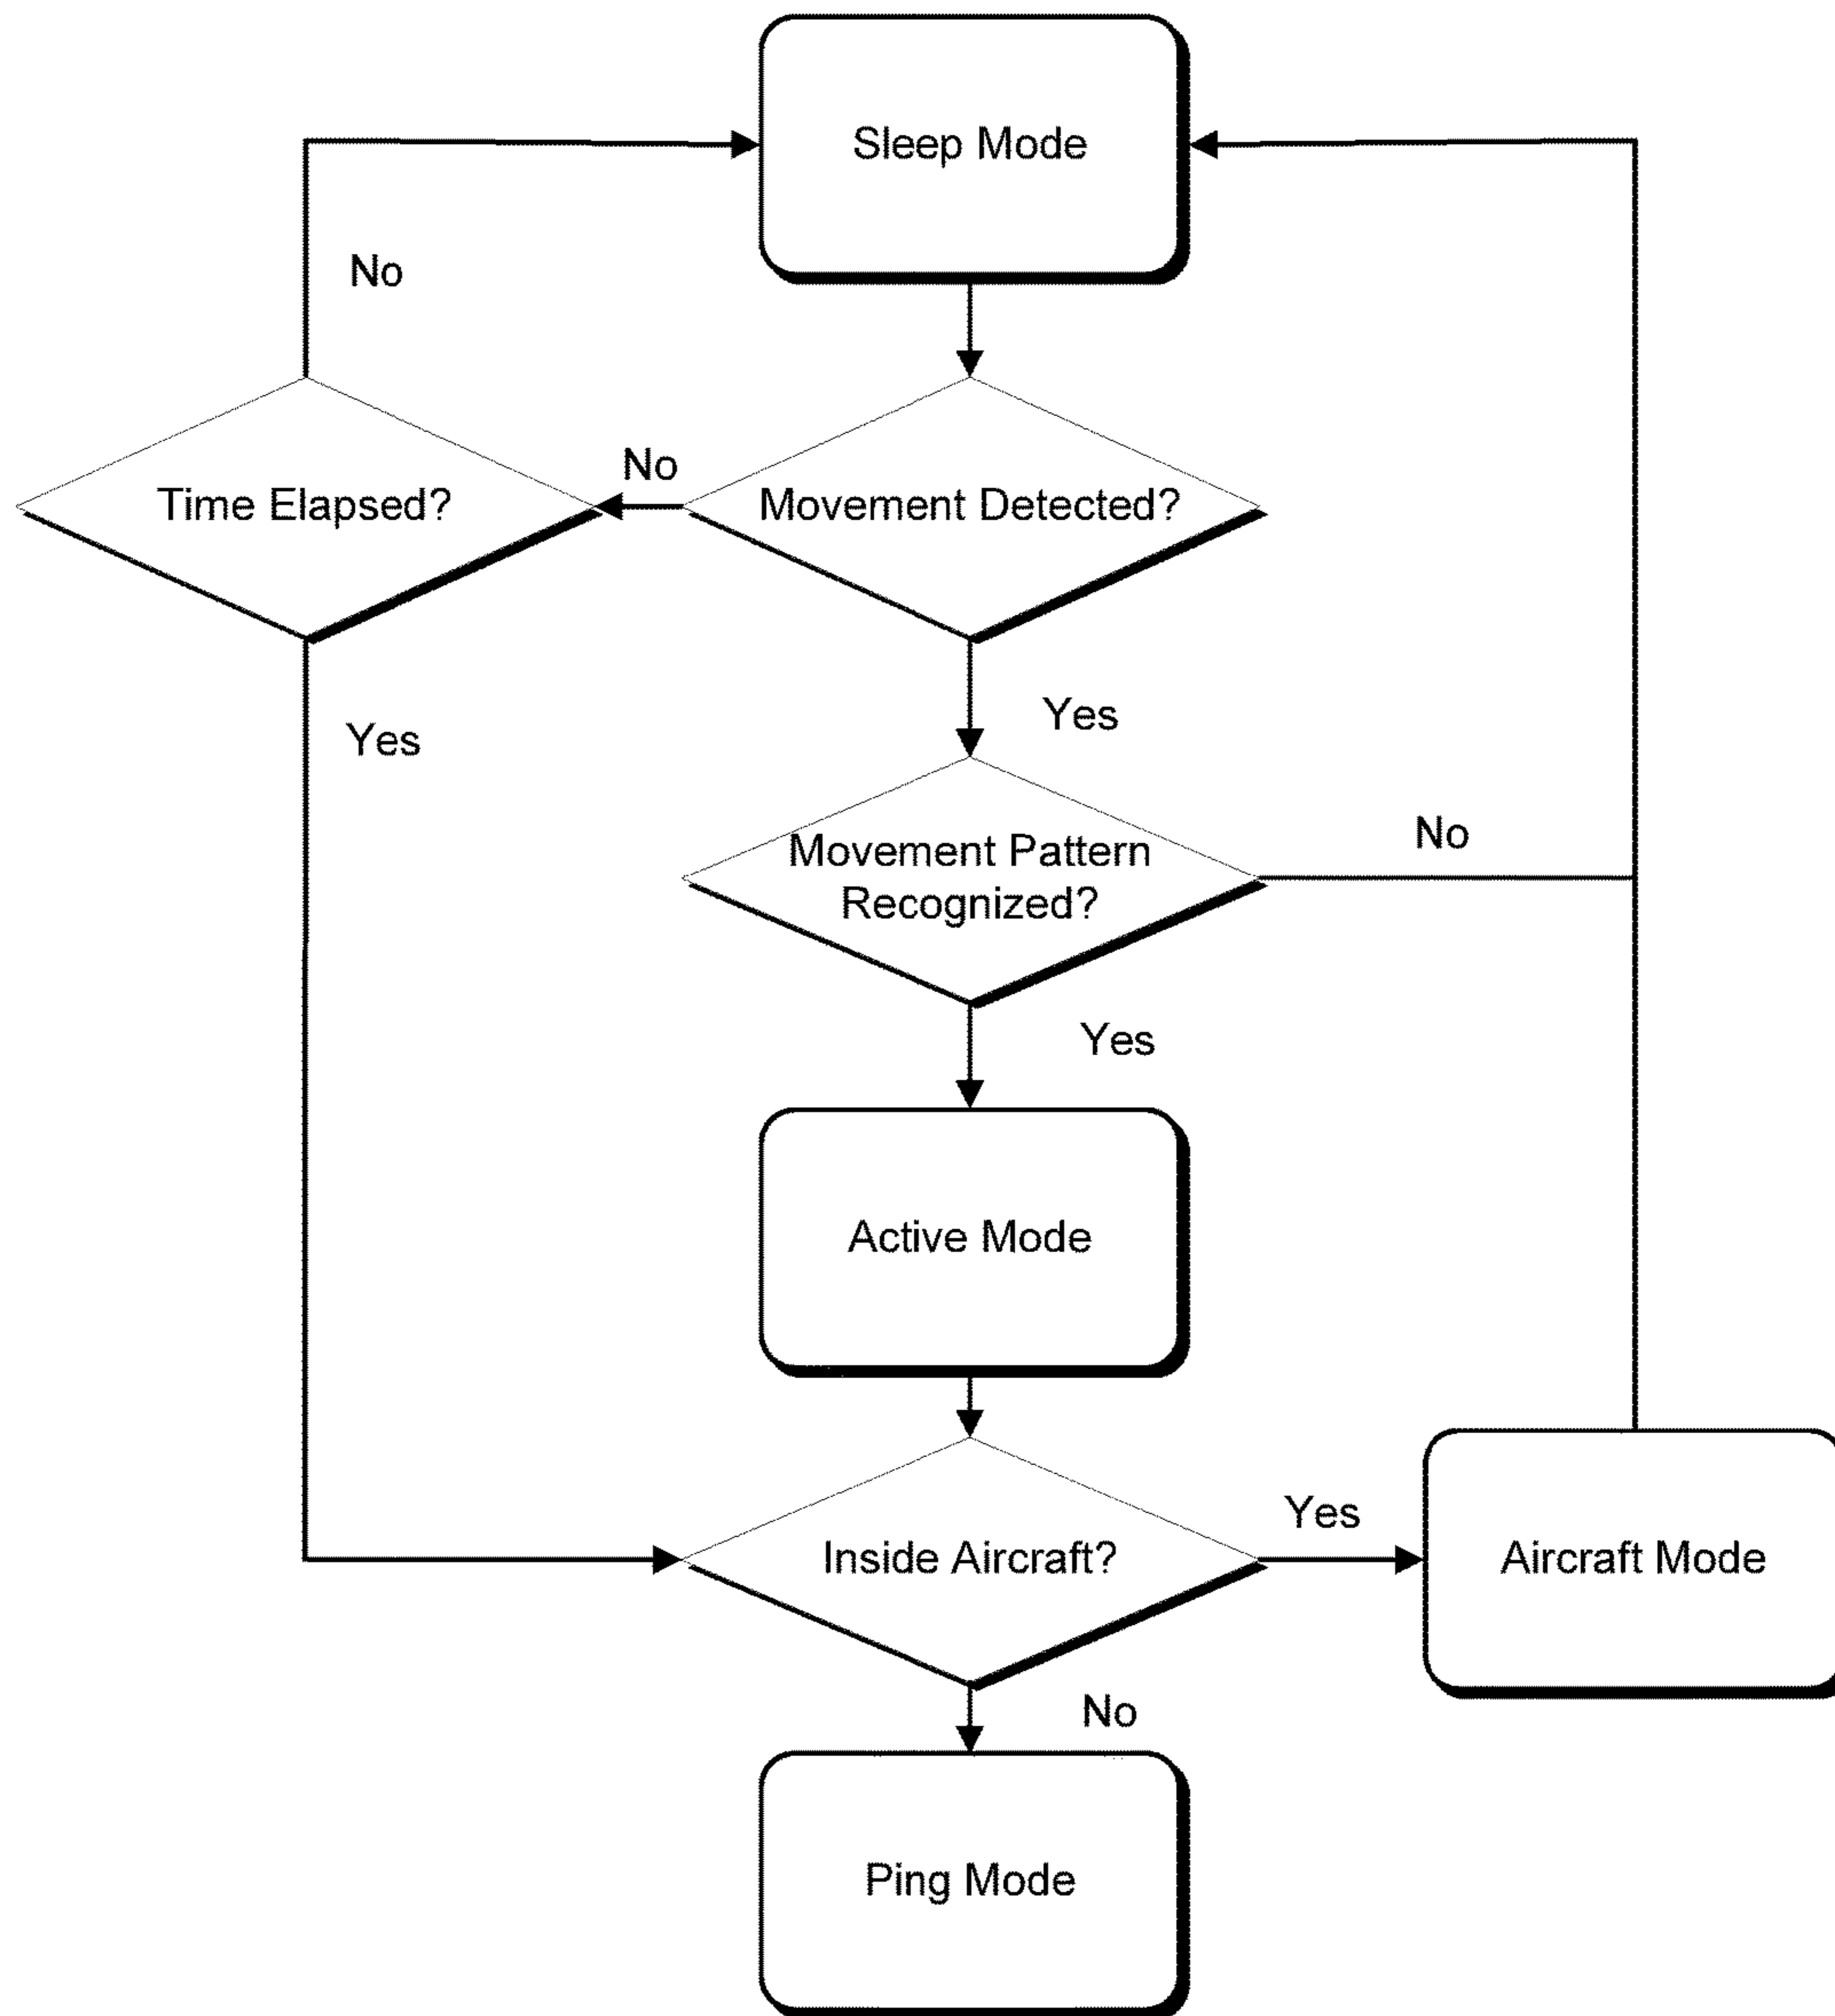 Sleep Mode
No
No
Time Elapsed?
Movement Detected?
Yes
Yes
Movement Pattern
Recognized?
No
Yes
Active Mode
Yes
Inside Aircraft?
Aircraft Mode
No
Ping Mode